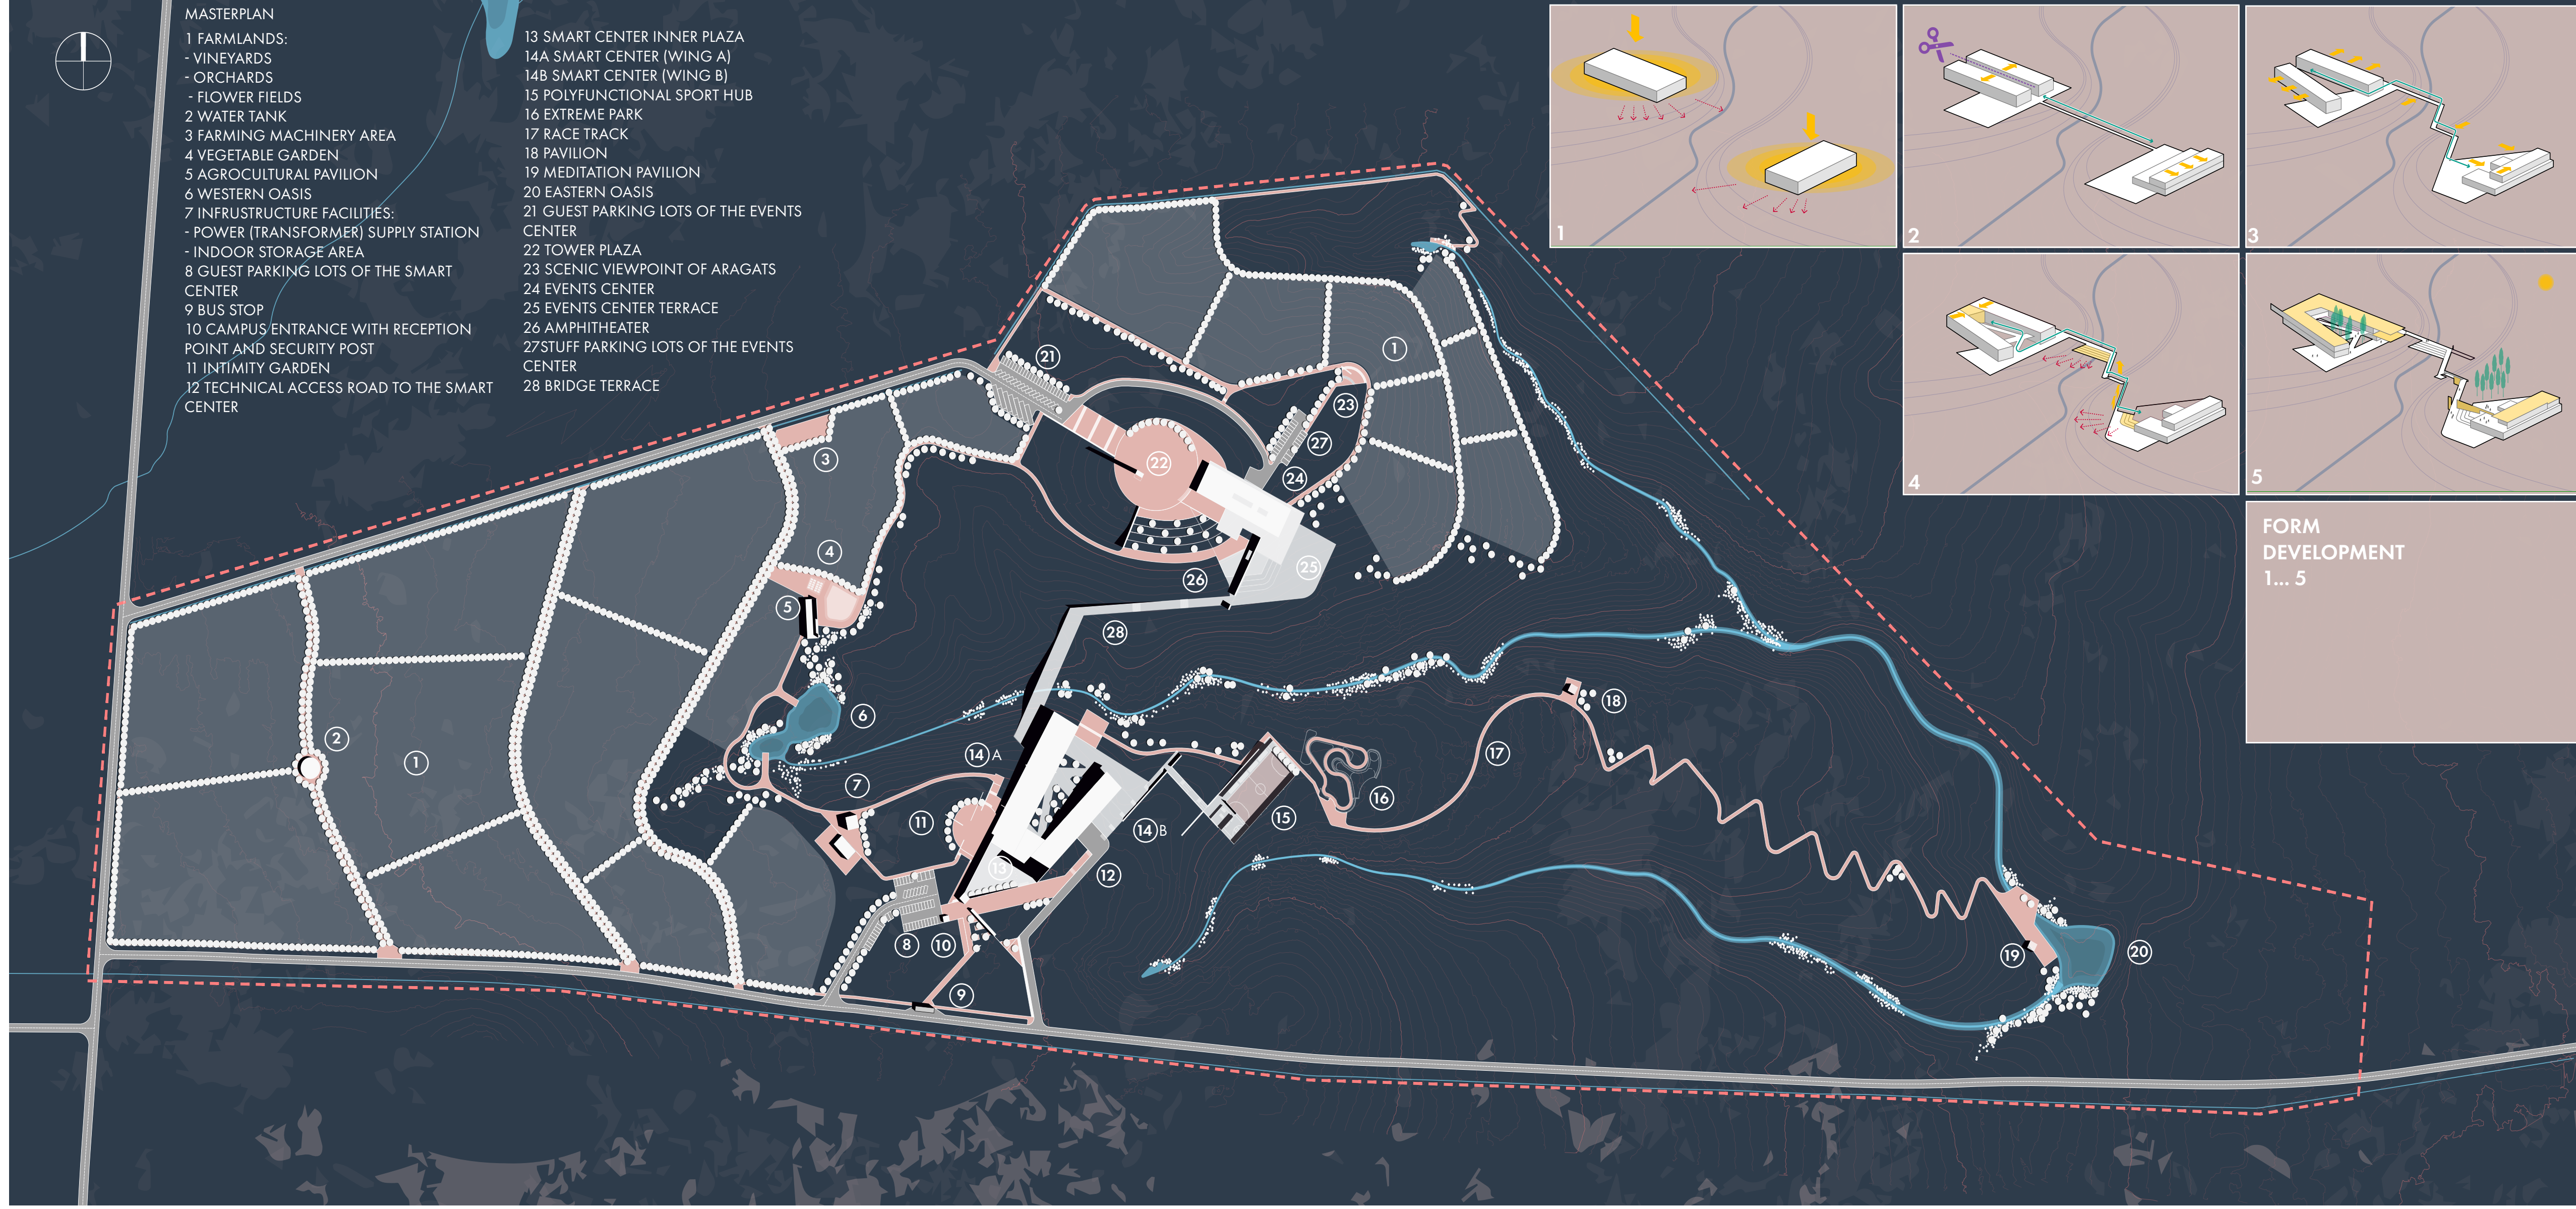 MASTERPLAN
1 FARMLANDS:
- VINEYARDS
- ORCHARDS
- FLOWER FIELDS
2 WATER TANK
3 FARMING MACHINERY AREA
4 VEGETABLE GARDEN
5 AGROCULTURAL PAVILION
6 WESTERN OASIS
7 INFRUSTRUCTURE FACILITIES:
- POWER (TRANSFORMER) SUPPLY STATION
- INDOOR STORAGE AREA
8 GUEST PARKING LOTS OF THE SMART
CENTER
9 BUS STOP
10 CAMPUS ENTRANCE WITH RECEPTION
POINT AND SECURITY POST
11 INTIMITY GARDEN
12 TECHNICAL ACCESS ROAD TO THE SMART
CENTER
13 SMART CENTER INNER PLAZA
14A SMART CENTER (WING A)
14B SMART CENTER (WING B)
15 POLYFUNCTIONAL SPORT HUB
16 EXTREME PARK
17 RACE TRACK
18 PAVILION
19 MEDITATION PAVILION
20 EASTERN OASIS
21 GUEST PARKING LOTS OF THE EVENTS
CENTER
22 TOWER PLAZA
23 SCENIC VIEWPOINT OF ARAGATS
24 EVENTS CENTER
25 EVENTS CENTER TERRACE
26 AMPHITHEATER
27STUFF PARKING LOTS OF THE EVENTS
CENTER
28 BRIDGE TERRACE
1
2
3
4
5
FORM
DEVELOPMENT
1... 5
21
1
23
27
22
24
3
4
5
26
25
28
6
18
2
1
14 A
17
7
16
11
15
14 B
13
12
8
10
19
20
9